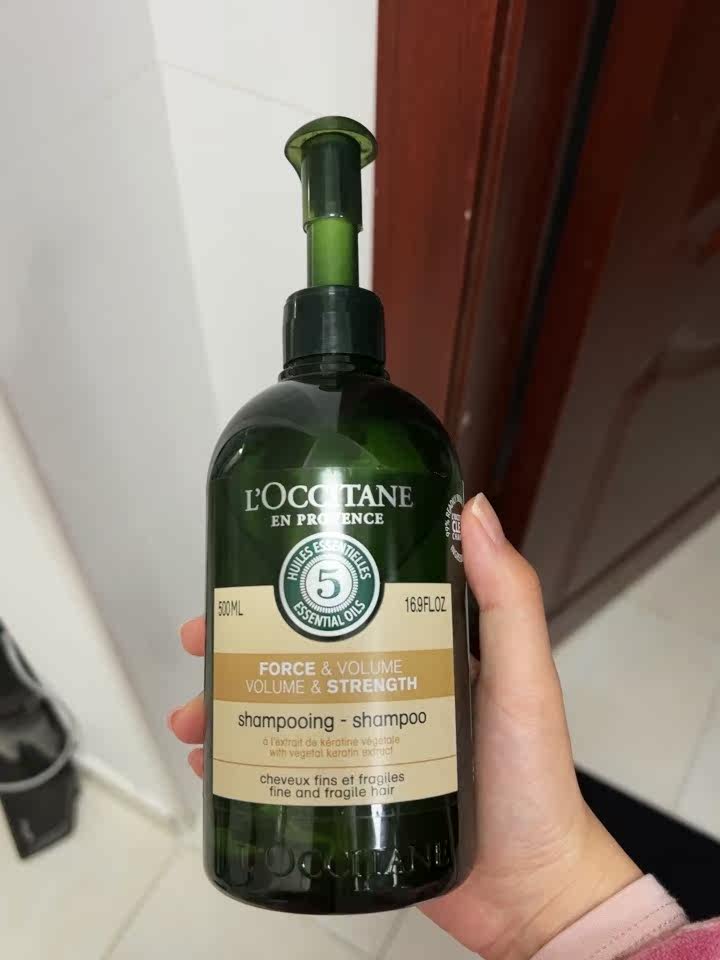 L'OCCITANE
EN PROVENCE
HUILES ESSENTIELLES
5
ESSENTIAL OILS
500ML
16.9FL.OZ.
FORCE & VOLUME
VOLUME & STRENGTH
shampooing - shampoo
à l'extrait de kératine végétale
with vegetal keratin extract
cheveux fins et fragiles
fine and fragile hair
L'OCCITANE